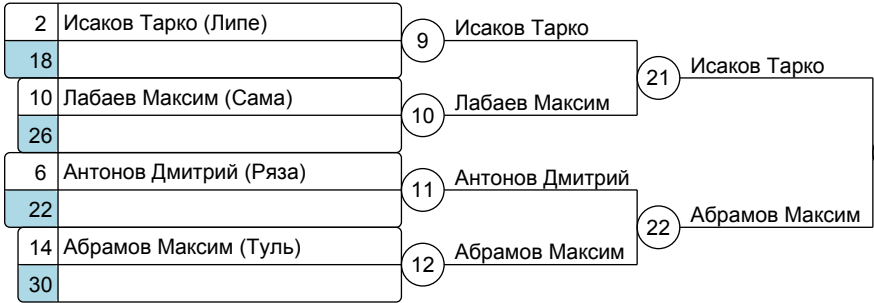 2 Исаков Тарко (Липе)
18
9 Исаков Тарко
10 Лабаев Максим (Сама)
26
10 Лабаев Максим
21 Исаков Тарко
6 Антонов Дмитрий (Ряза)
22
11 Антонов Дмитрий
14 Абрамов Максим (Туль)
30
12 Абрамов Максим
22 Абрамов Максим